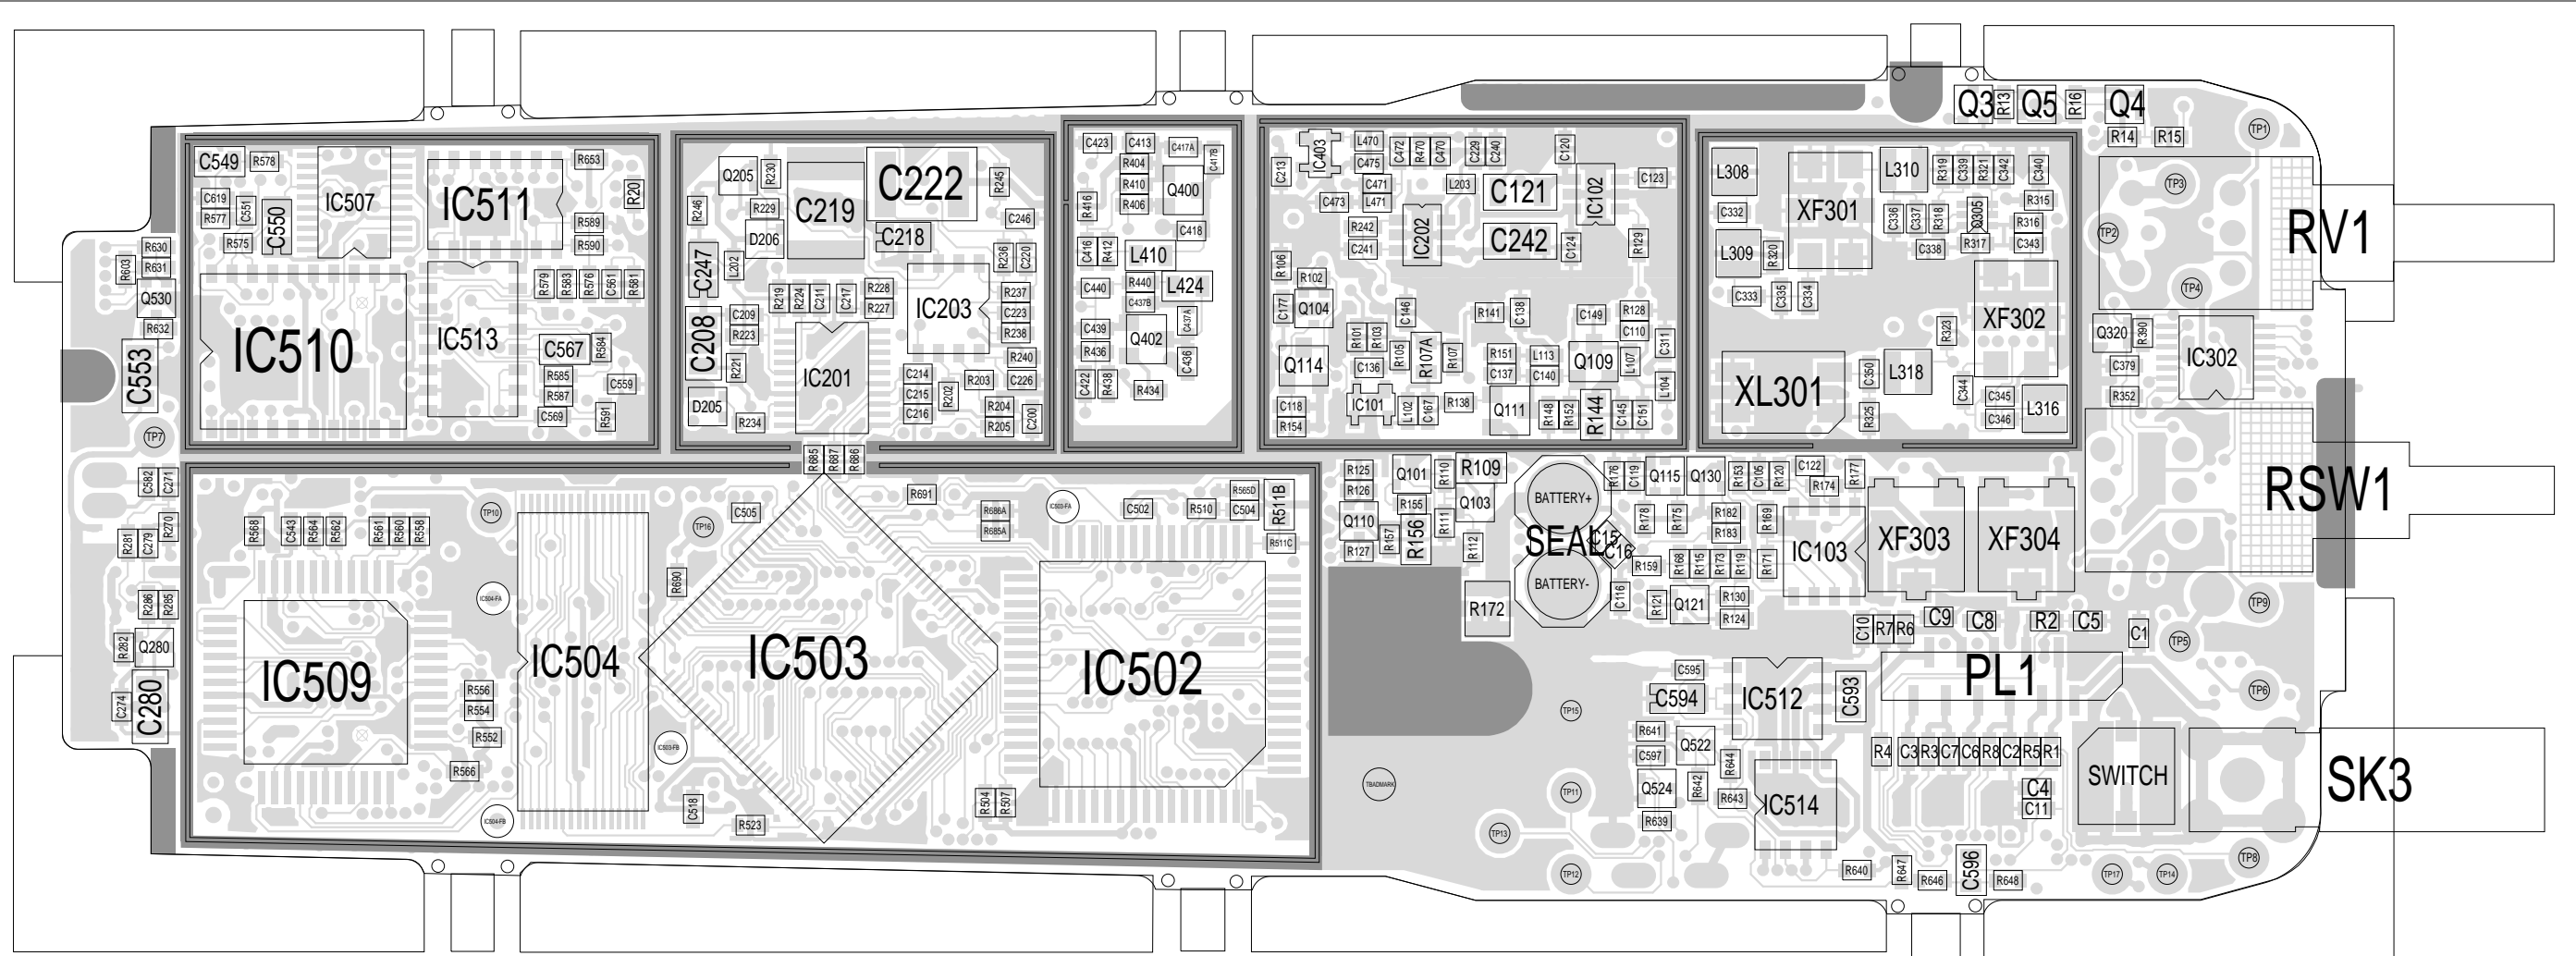 Q3 R13 Q5 R16 Q4
R14 R15 TP1
C549 R578 IC507 IC511 R653 R20
C619 R577 C551 C550 R575 R589 R590
R630 R603 R631 Q530 R632 C553 TP7
IC510 IC513 R579 R583 R576 C561 R581
C567 R584 R585 R587 C559 C569 R591
Q205 R230 C219 C222 R245
R246 R229 D206 C218 C246
C247 L202 R236 C220
R219 R224 C211 C217 R228 R227 IC203 R237 C223 R238
C208 C209 R223 R221 IC201 R240 C226
C214 C215 C216 R202 R203 R204 R205 C200
D205 R234
C423 C413 C417A C417B R404 R410 R406 Q400
R416 C418 C416 R412 L410
C440 R440 C437B L424 C437A
C439 R436 Q402 C436 C422 R438 R434
IC403 L470 C475 C472 R470 C470 C229 C240 C120
C213 C471 L471 C473 L203 C121 IC102 C123
R242 C241 IC202 C242 C124 R129
R106 R102 C177 Q104 C146 R141 C138 C149 R128 C110 C311
R101 R103 R105 R107A R107 R151 C137 L113 C140 Q109 L107
Q114 C136 IC101 L102 C167 R138 Q111 R148 R152 R144 C145 C151 L104
C118 R154
L308 XF301 L310 R319 C339 R321 C342 C340
C332 L309 R320 C336 C337 R318 Q305 R315 R316
C338 R317 C343
C333 C335 C334 R323 XF302
XL301 C350 R325 L318 C344 C345 C346 L316
TP3 TP2 TP4 RV1
Q320 R390 IC302 C379 R352
RSW1
C582 C271 R270 R281 C279 R286 R285
R282 Q280 C274 C280
R685 R687 R686
R568 C543 R564 R562 R561 R560 R558
TP10 TP16 C505 R691 R686A R685A
IC503-FA C502 R510 R565D C504 R511B R511C
IC504-FA R690
IC509 IC504 IC503 IC502
R556 R554 R552 R566
IC503-FB IC504-FB C518 R523 R504 R507
R125 R126 Q101 R110 R109
R155 Q103 Q110 R127 R157 R156 R111 R112
BATTERY+
SEAL
BATTERY-
C15 C16
R176 C119 Q115 Q130 R153 C105 R120 C122 R174 R177
R178 R175 R182 R183 R169
R159 R168 R115 R173 R119 R171 IC103 XF303 XF304
R172 C116 R121 Q121 R130 R124
C10 R7 R6 C9 C8 R2 C5 C1
TP9 TP5 TP6
C595 C594 IC512 C593 PL1
TP15
R641 C597 Q522 R644
R4 C3 R3 C7 C6 R8 C2 R5 R1
C4 C11 SWITCH SK3
TBADMARK TP11 Q524 R642 R643 IC514 R639
TP13 TP12
R640 R647 R646 C596 R648 TP17 TP14 TP8